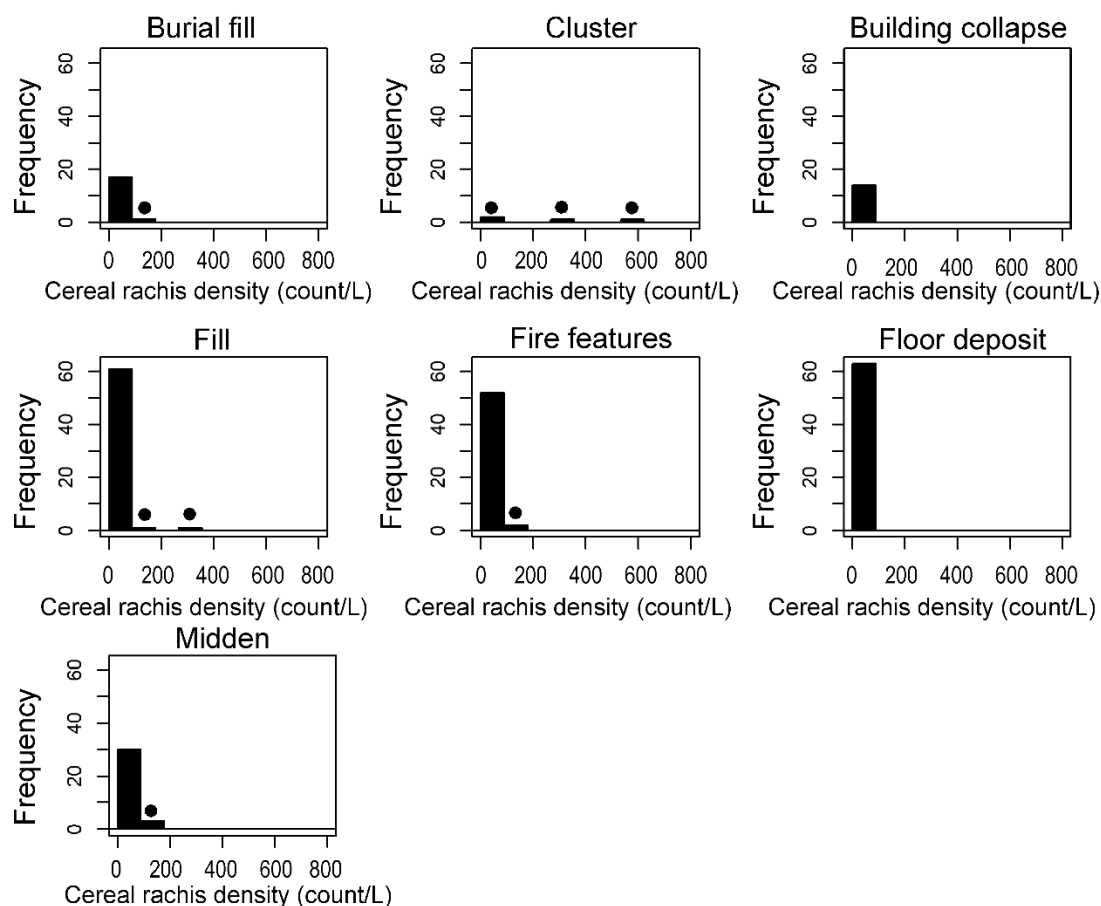 Burial fill
Frequency
60
40
20
0
0 200 400 600 800
Cereal rachis density (count/L)
Cluster
Frequency
60
40
20
0
0 200 400 600 800
Cereal rachis density (count/L)
Building collapse
Frequency
60
40
20
0
0 200 400 600 800
Cereal rachis density (count/L)
Fill
Frequency
60
40
20
0
0 200 400 600 800
Cereal rachis density (count/L)
Fire features
Frequency
60
40
20
0
0 200 400 600 800
Cereal rachis density (count/L)
Floor deposit
Frequency
60
40
20
0
0 200 400 600 800
Cereal rachis density (count/L)
Midden
Frequency
60
40
20
0
0 200 400 600 800
Cereal rachis density (count/L)